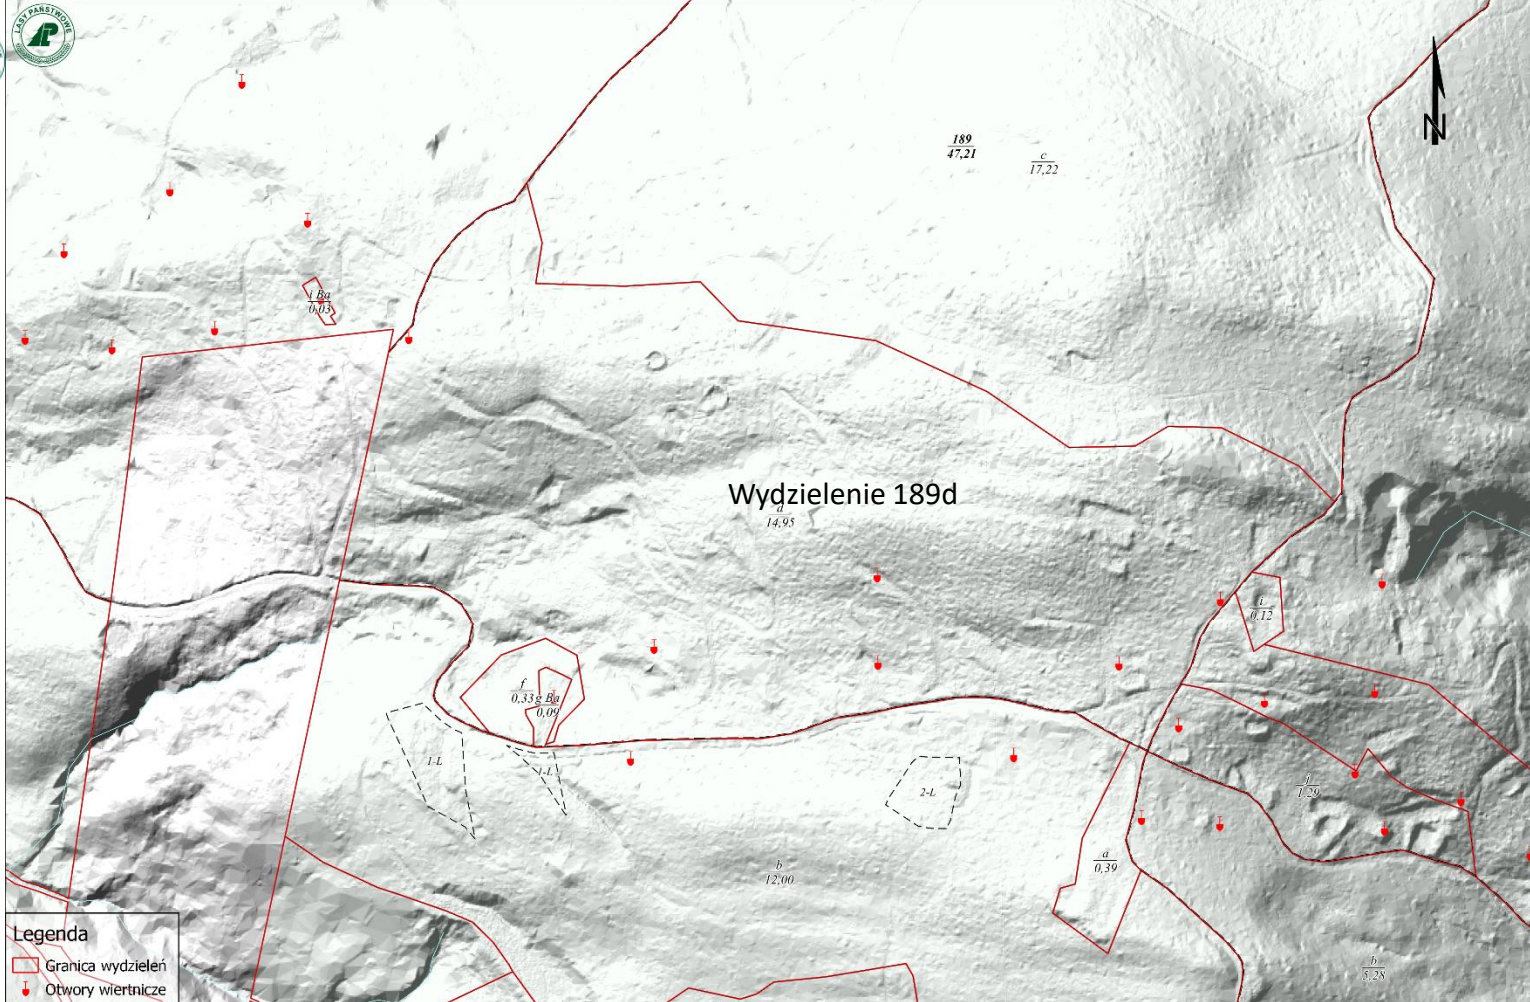 LASY PAŃSTWOWE
189
47,21
c
17,22
N
i Ba
0,03
Wydzielenie 189d
d
14,95
i
0,12
f
0,33
g Ba
0,09
1-L
1-L
2-L
j
1,29
a
0,39
b
12,00
b
5,28
Legenda
Granica wydzieleń
Otwory wiertnicze